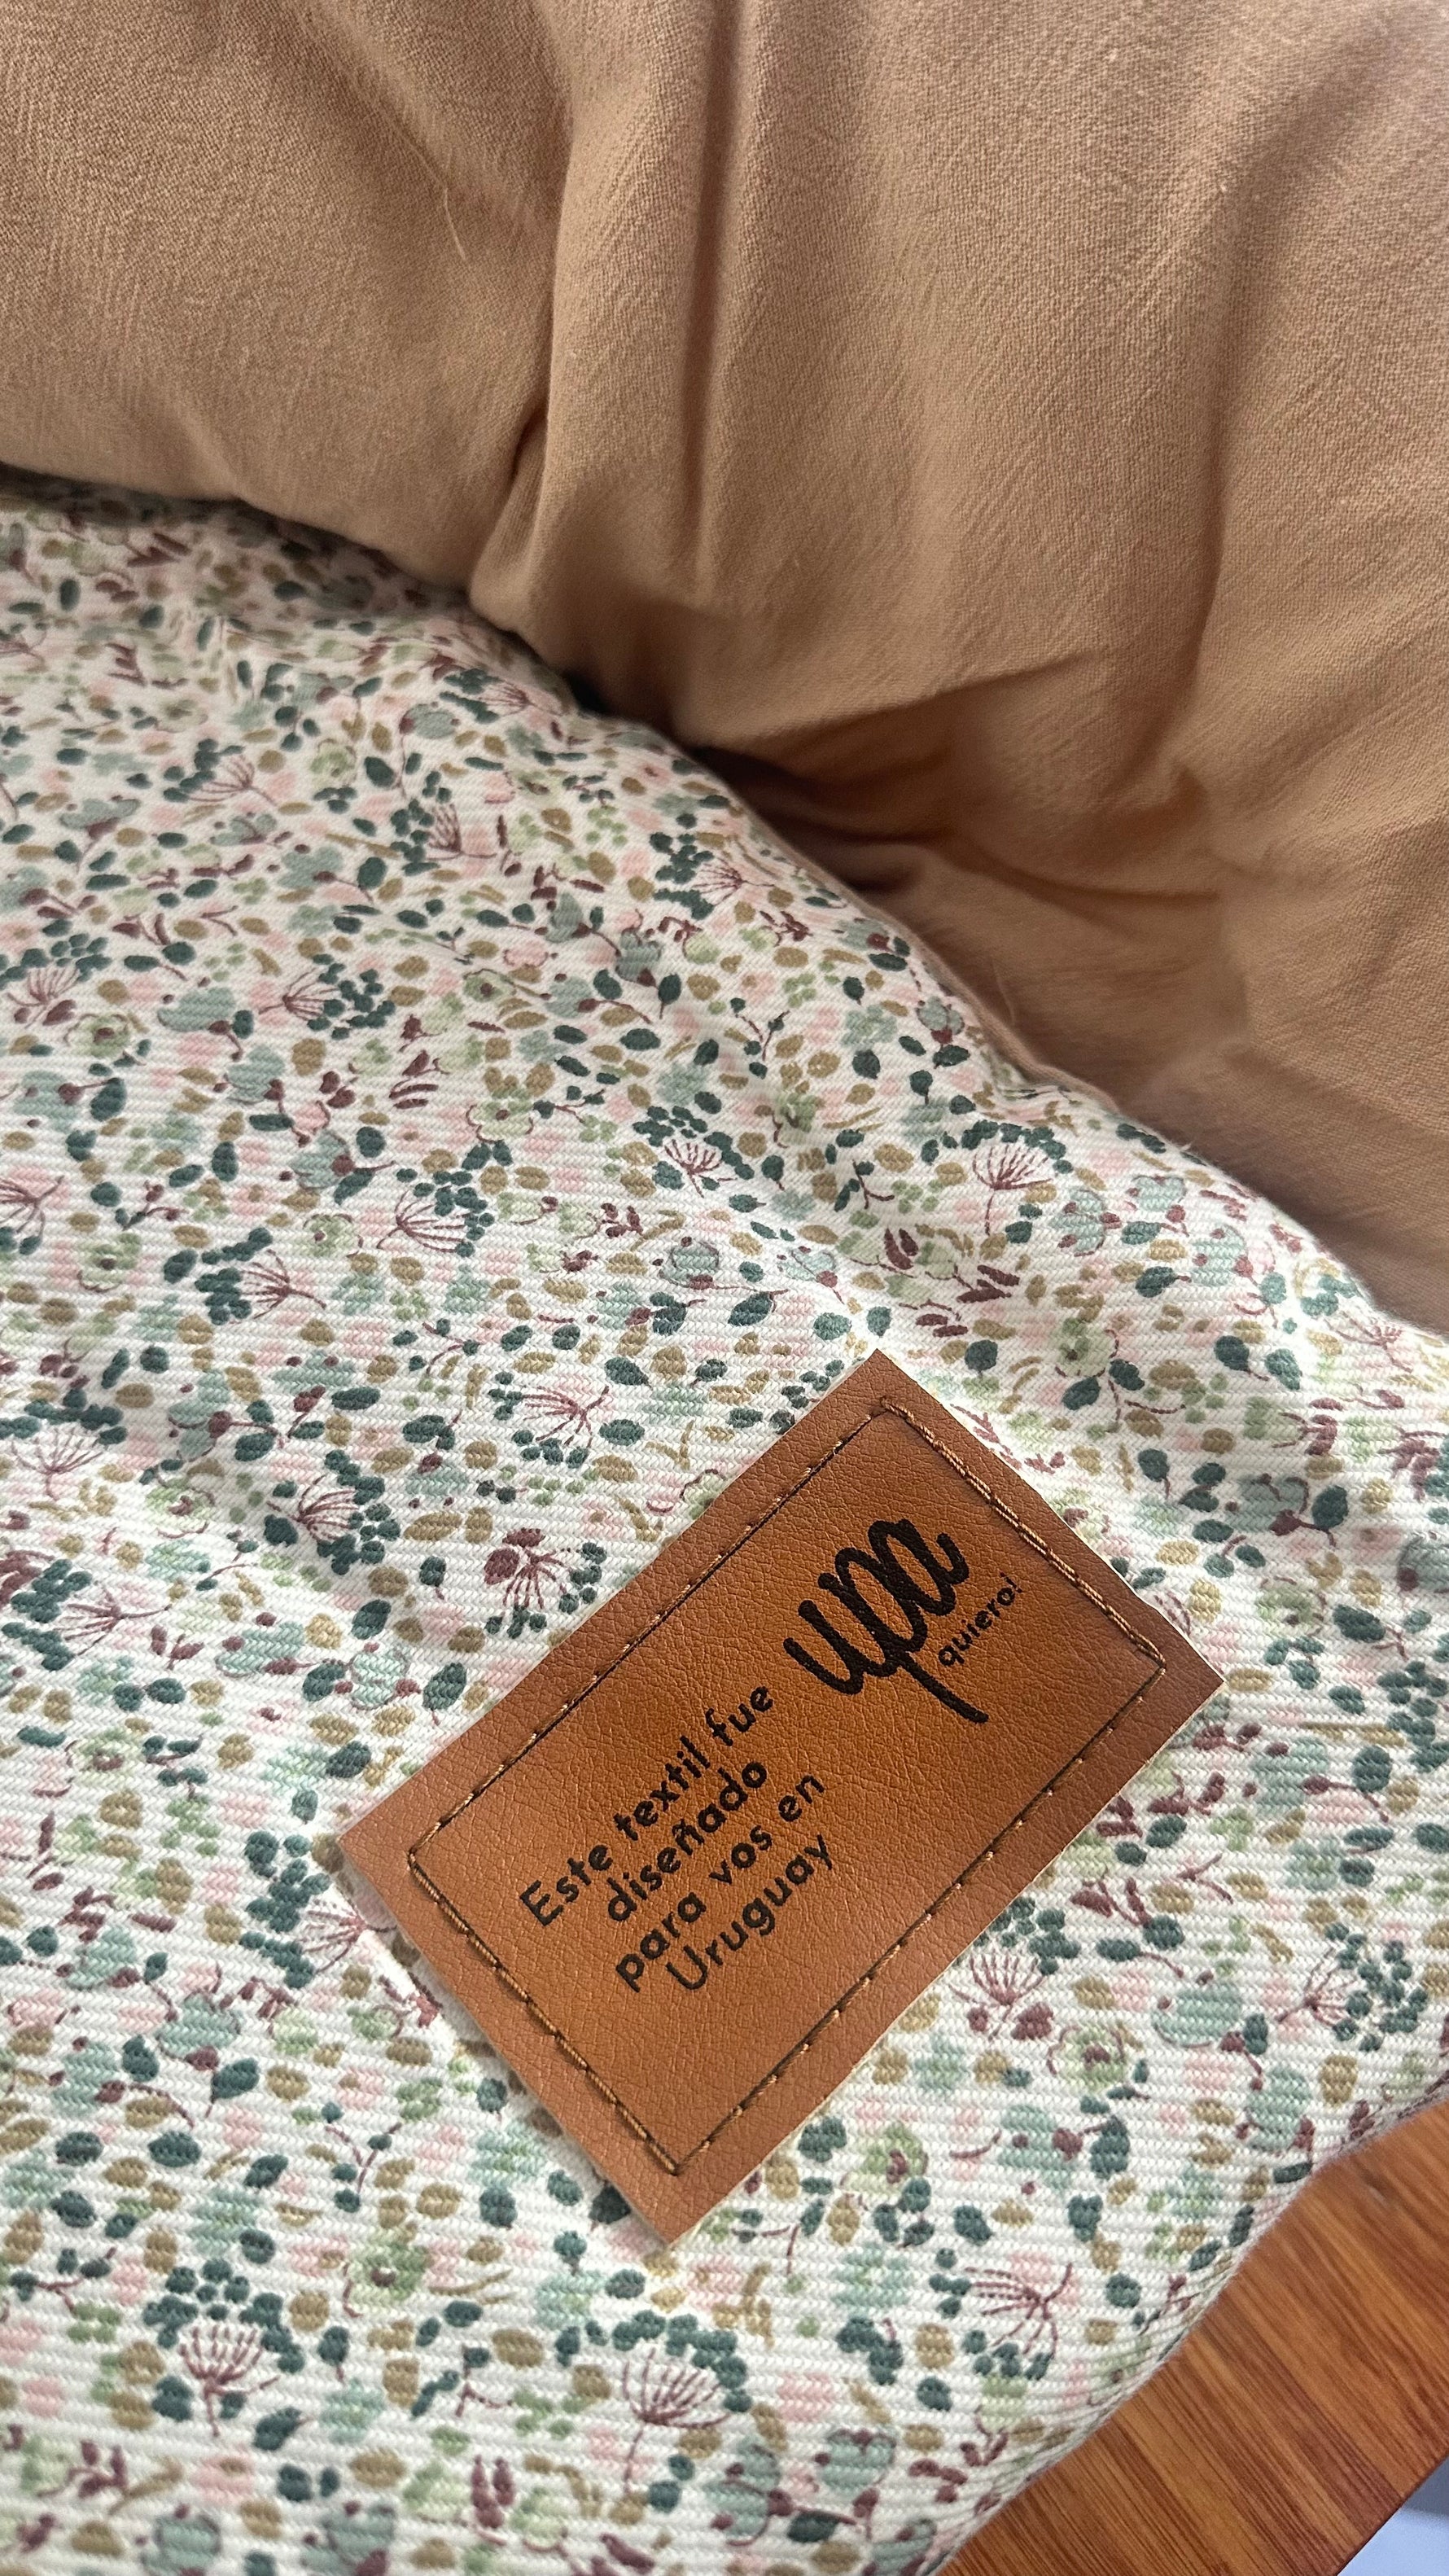 upa
quiero!
Este textil fue
diseñado
para vos en
Uruguay